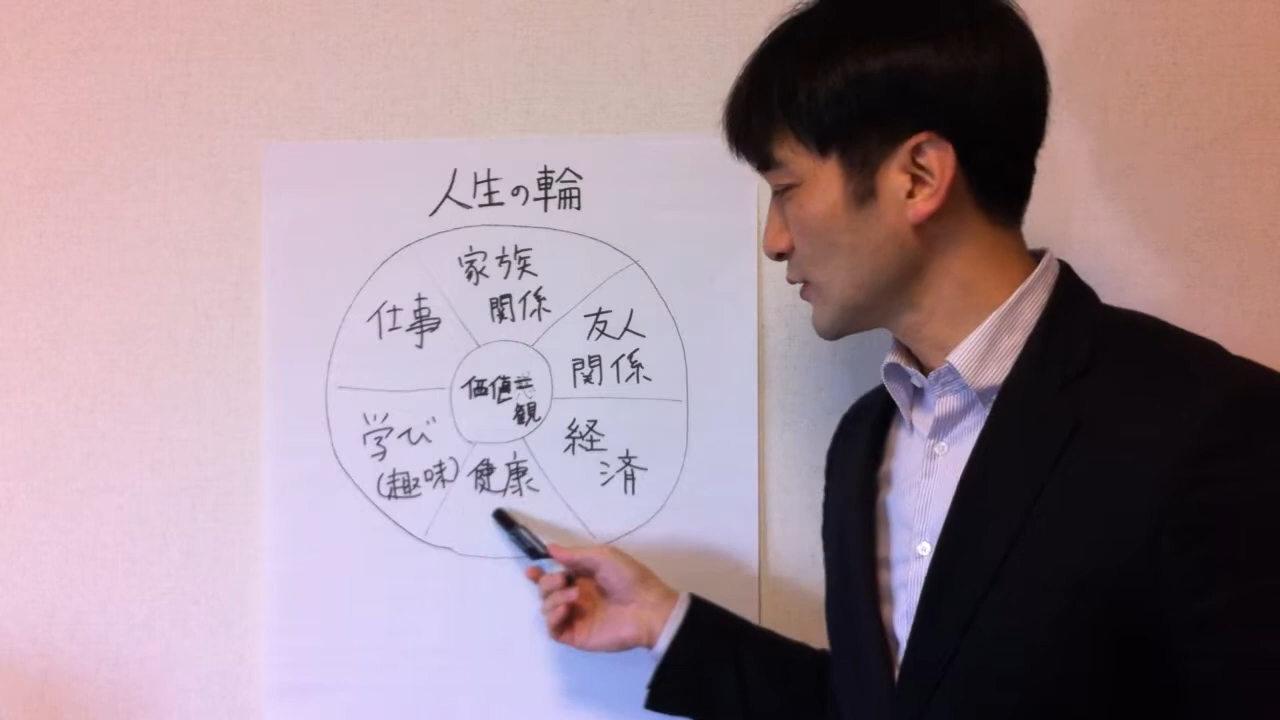 人生の輪
家族
関係
友人
関係
経
済
健康
学び
(趣味)
仕事
価値
観